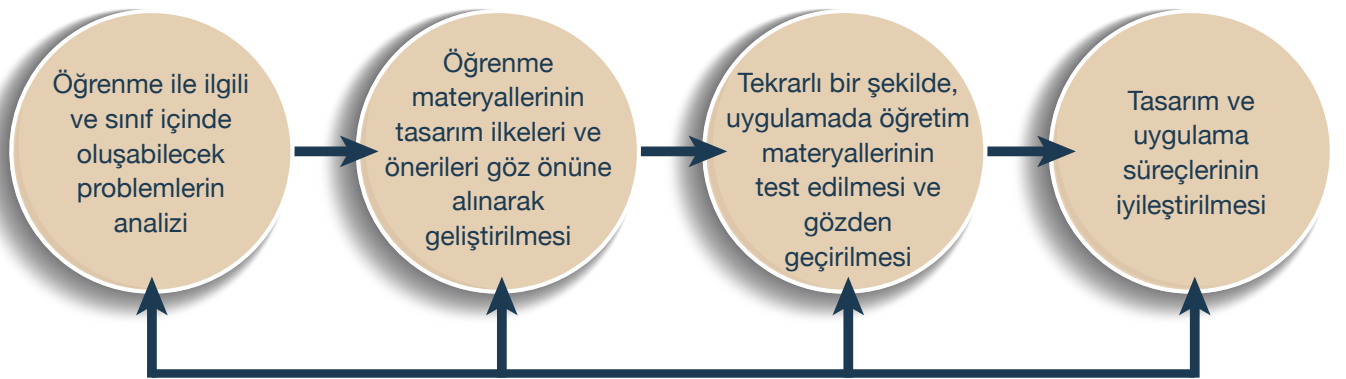 Öğrenme ile ilgili
ve sınıf içinde
oluşabilecek
problemlerin
analizi
Öğrenme
materyallerinin
tasarım ilkeleri ve
önerileri göz önüne
alınarak
geliştirilmesi
Tekrarlı bir şekilde,
uygulamada öğretim
materyallerinin
test edilmesi ve
gözden
geçirilmesi
Tasarım ve
uygulama
süreçlerinin
iyileştirilmesi